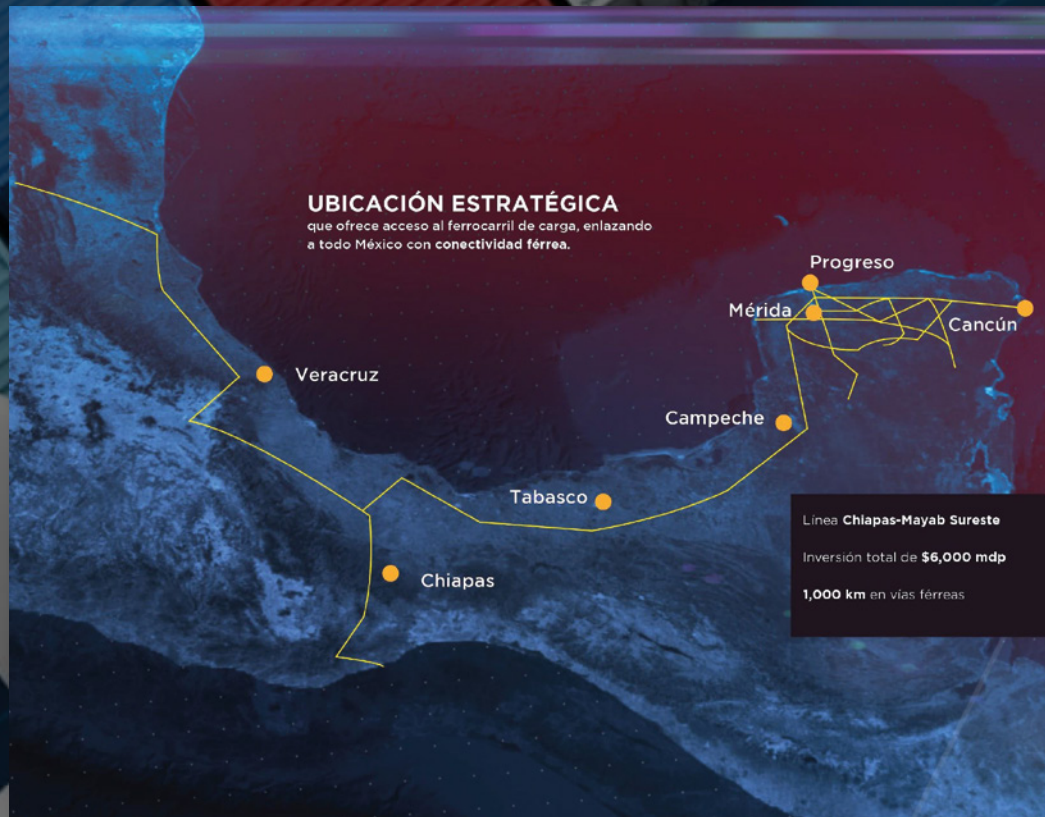 UBICACIÓN ESTRATÉGICA
que ofrece acceso al ferrocarril de carga, enlazando
a todo México con conectividad férrea.
Progreso
Mérida
Cancún
Veracruz
Campeche
Tabasco
Chiapas
Línea Chiapas-Mayab Sureste
Inversión total de $6,000 mdp
1,000 km en vías férreas